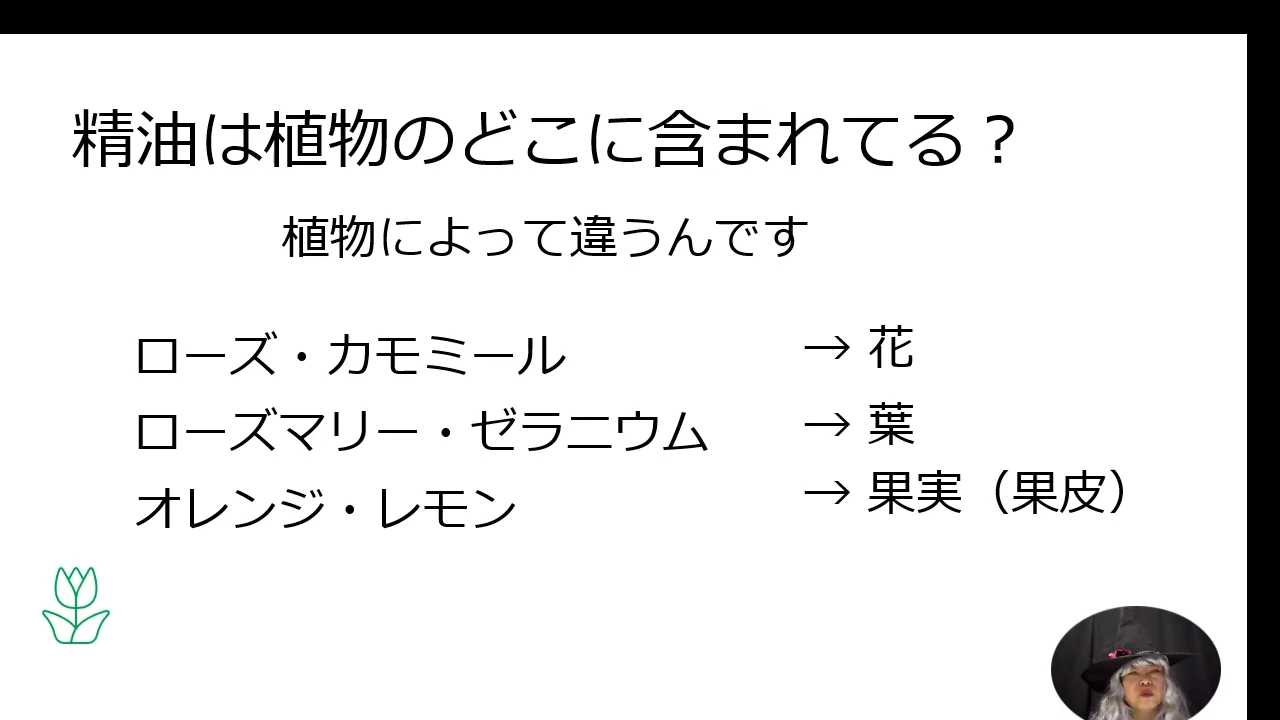 精油は植物のどこに含まれてる？
植物によって違うんです
ローズ・カモミール → 花
ローズマリー・ゼラニウム → 葉
オレンジ・レモン → 果実（果皮）